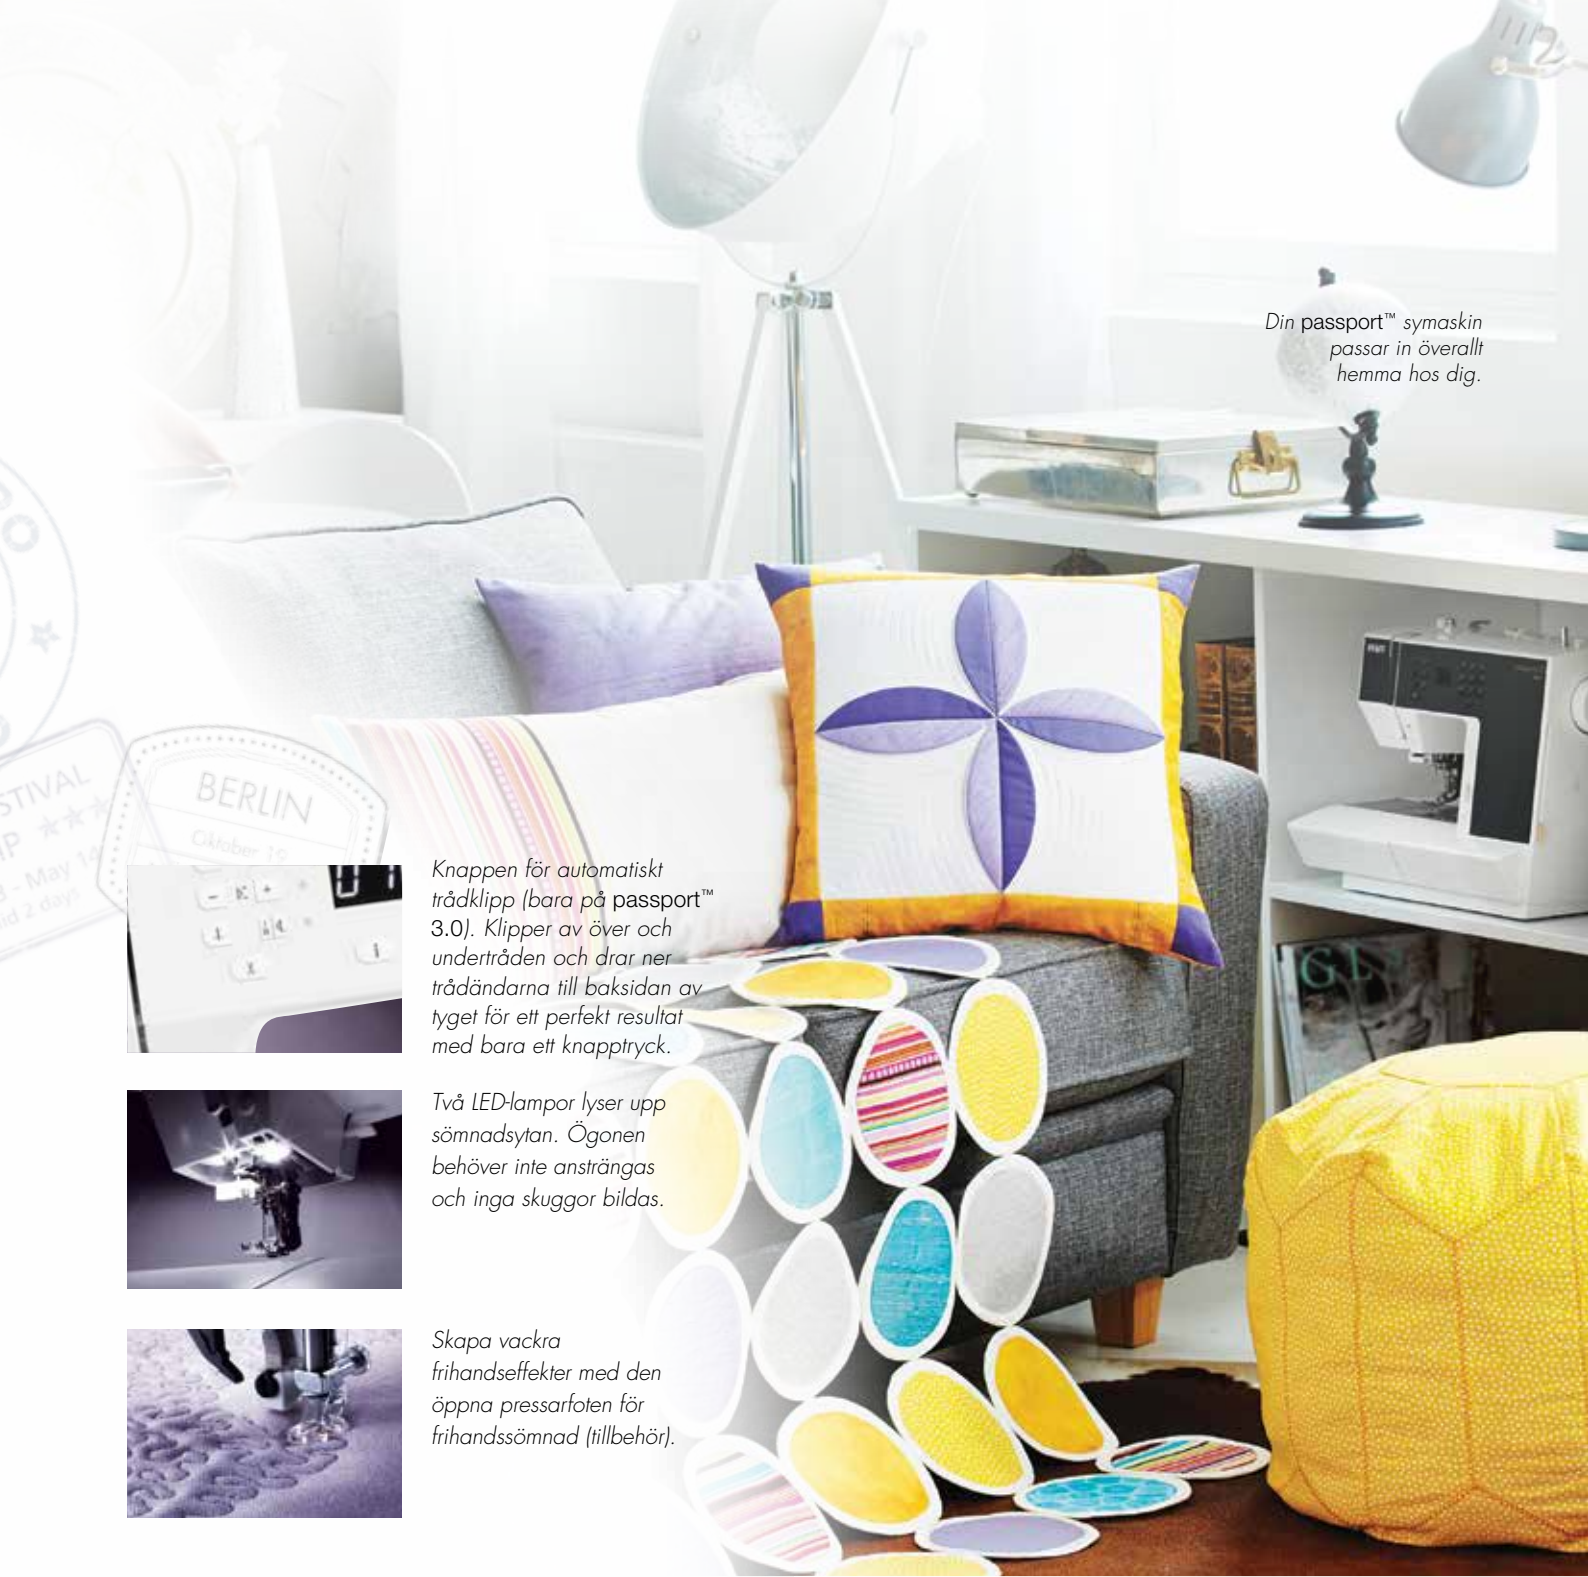 Din passport™ symaskin
passar in överallt
hemma hos dig.
BERLIN
Oktober 19
- May 14
2 days
Knappen för automatiskt
trådklipp (bara på passport™
3.0). Klipper av över och
undertråden och drar ner
trådändarna till baksidan av
tyget för ett perfekt resultat
med bara ett knapptryck.
Två LED-lampor lyser upp
sömnadsytan. Ögonen
behöver inte ansträngas
och inga skuggor bildas.
Skapa vackra
frihandseffekter med den
öppna pressarfoten för
frihandssömnad (tillbehör).